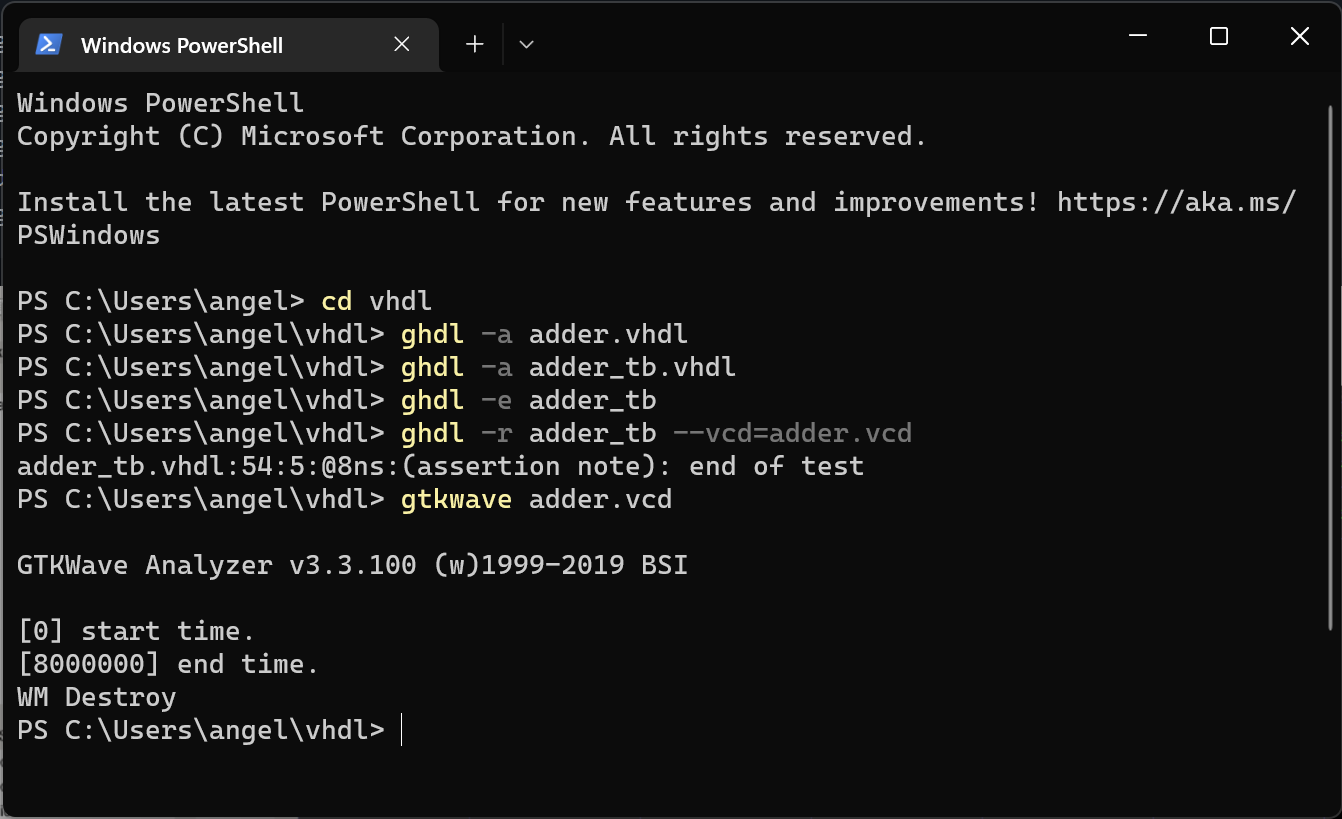 Windows PowerShell
Windows PowerShell
Copyright (C) Microsoft Corporation. All rights reserved.
Install the latest PowerShell for new features and improvements! https://aka.ms/
PSWindows
PS C:\Users\angel> cd vhdl
PS C:\Users\angel\vhdl> ghdl -a adder.vhdl
PS C:\Users\angel\vhdl> ghdl -a adder_tb.vhdl
PS C:\Users\angel\vhdl> ghdl -e adder_tb
PS C:\Users\angel\vhdl> ghdl -r adder_tb --vcd=adder.vcd
adder_tb.vhdl:54:5:@8ns:(assertion note): end of test
PS C:\Users\angel\vhdl> gtkwave adder.vcd
GTKWave Analyzer v3.3.100 (w)1999-2019 BSI
[0] start time.
[8000000] end time.
WM Destroy
PS C:\Users\angel\vhdl>